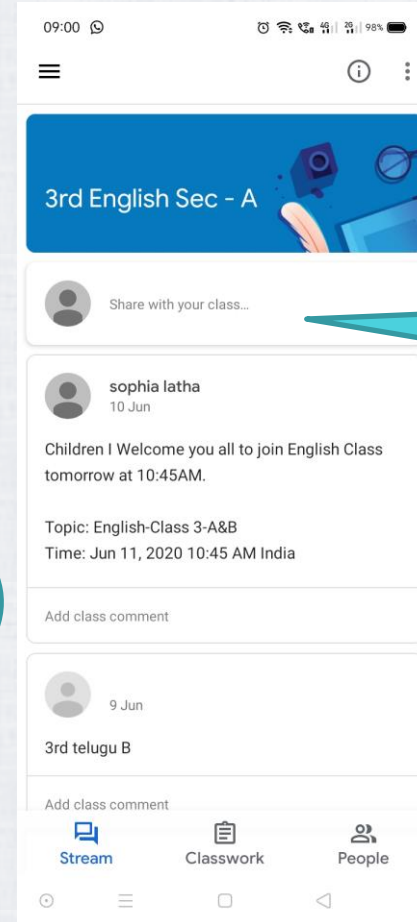 09:00
4G 2G 98%
3rd English Sec - A
Share with your class...
sophia latha
10 Jun
Children I Welcome you all to join English Class
tomorrow at 10:45AM.
Topic: English-Class 3-A&B
Time: Jun 11, 2020 10:45 AM India
Add class comment
9 Jun
3rd telugu B
Add class comment
Stream Classwork People